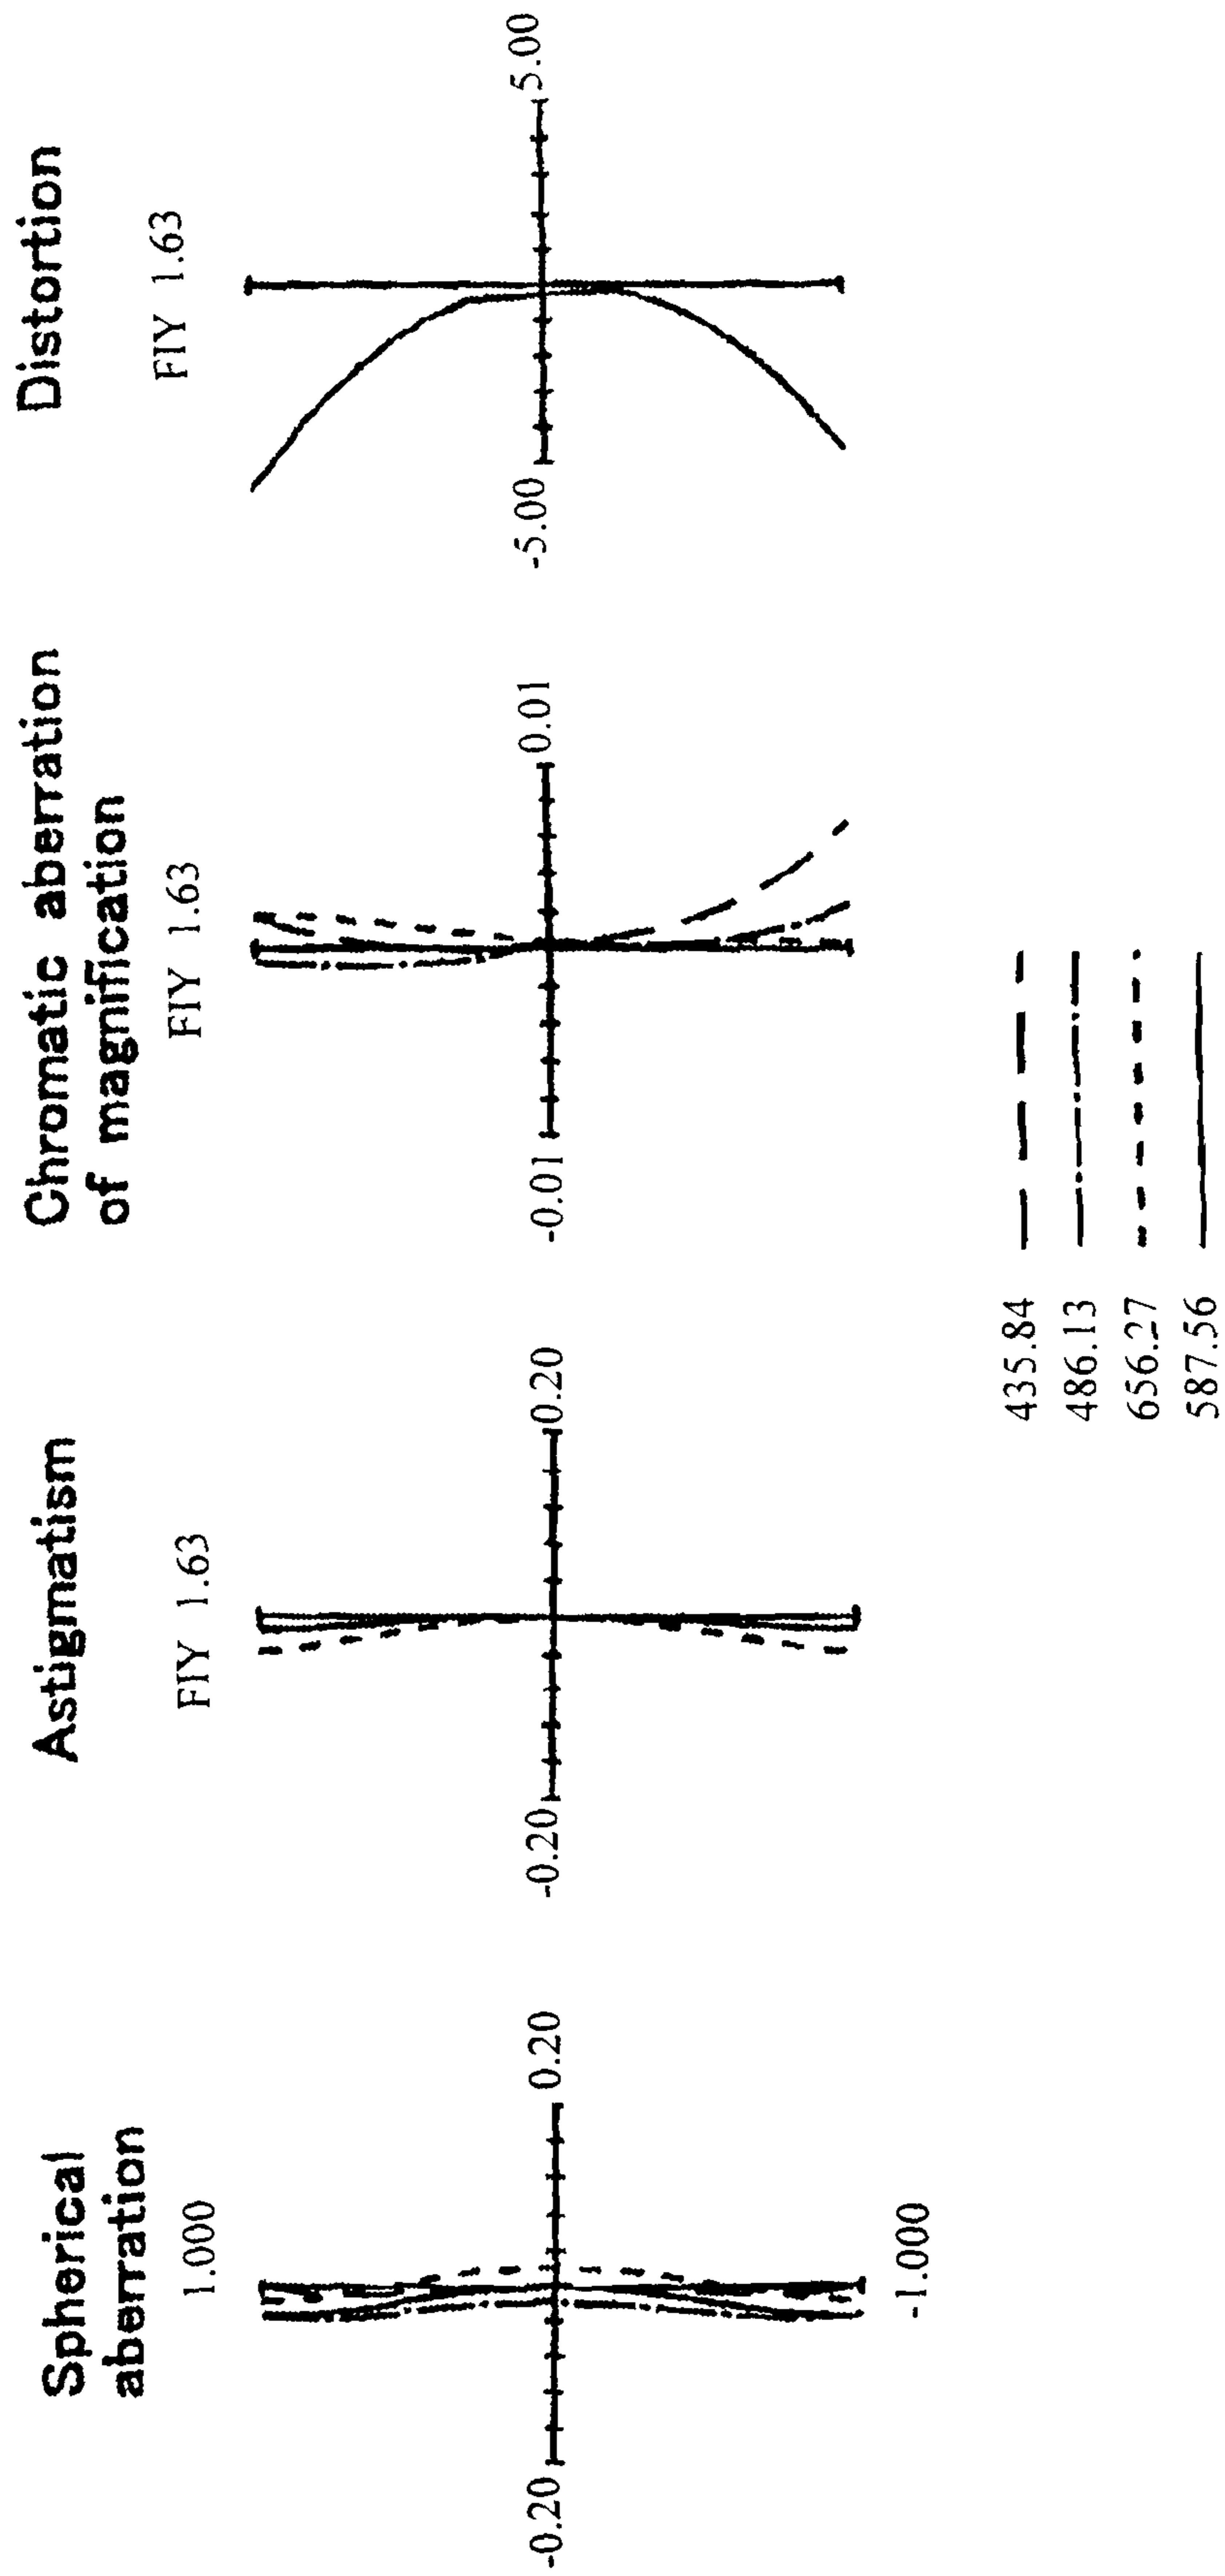 Spherical
aberration
1.000
-0.20
0.20
-1.000
Astigmatism
FIY 1.63
-0.20
0.20
Chromatic aberration
of magnification
FIY 1.63
-0.01
0.01
Distortion
FIY 1.63
-5.00
5.00
435.84
486.13
656.27
587.56